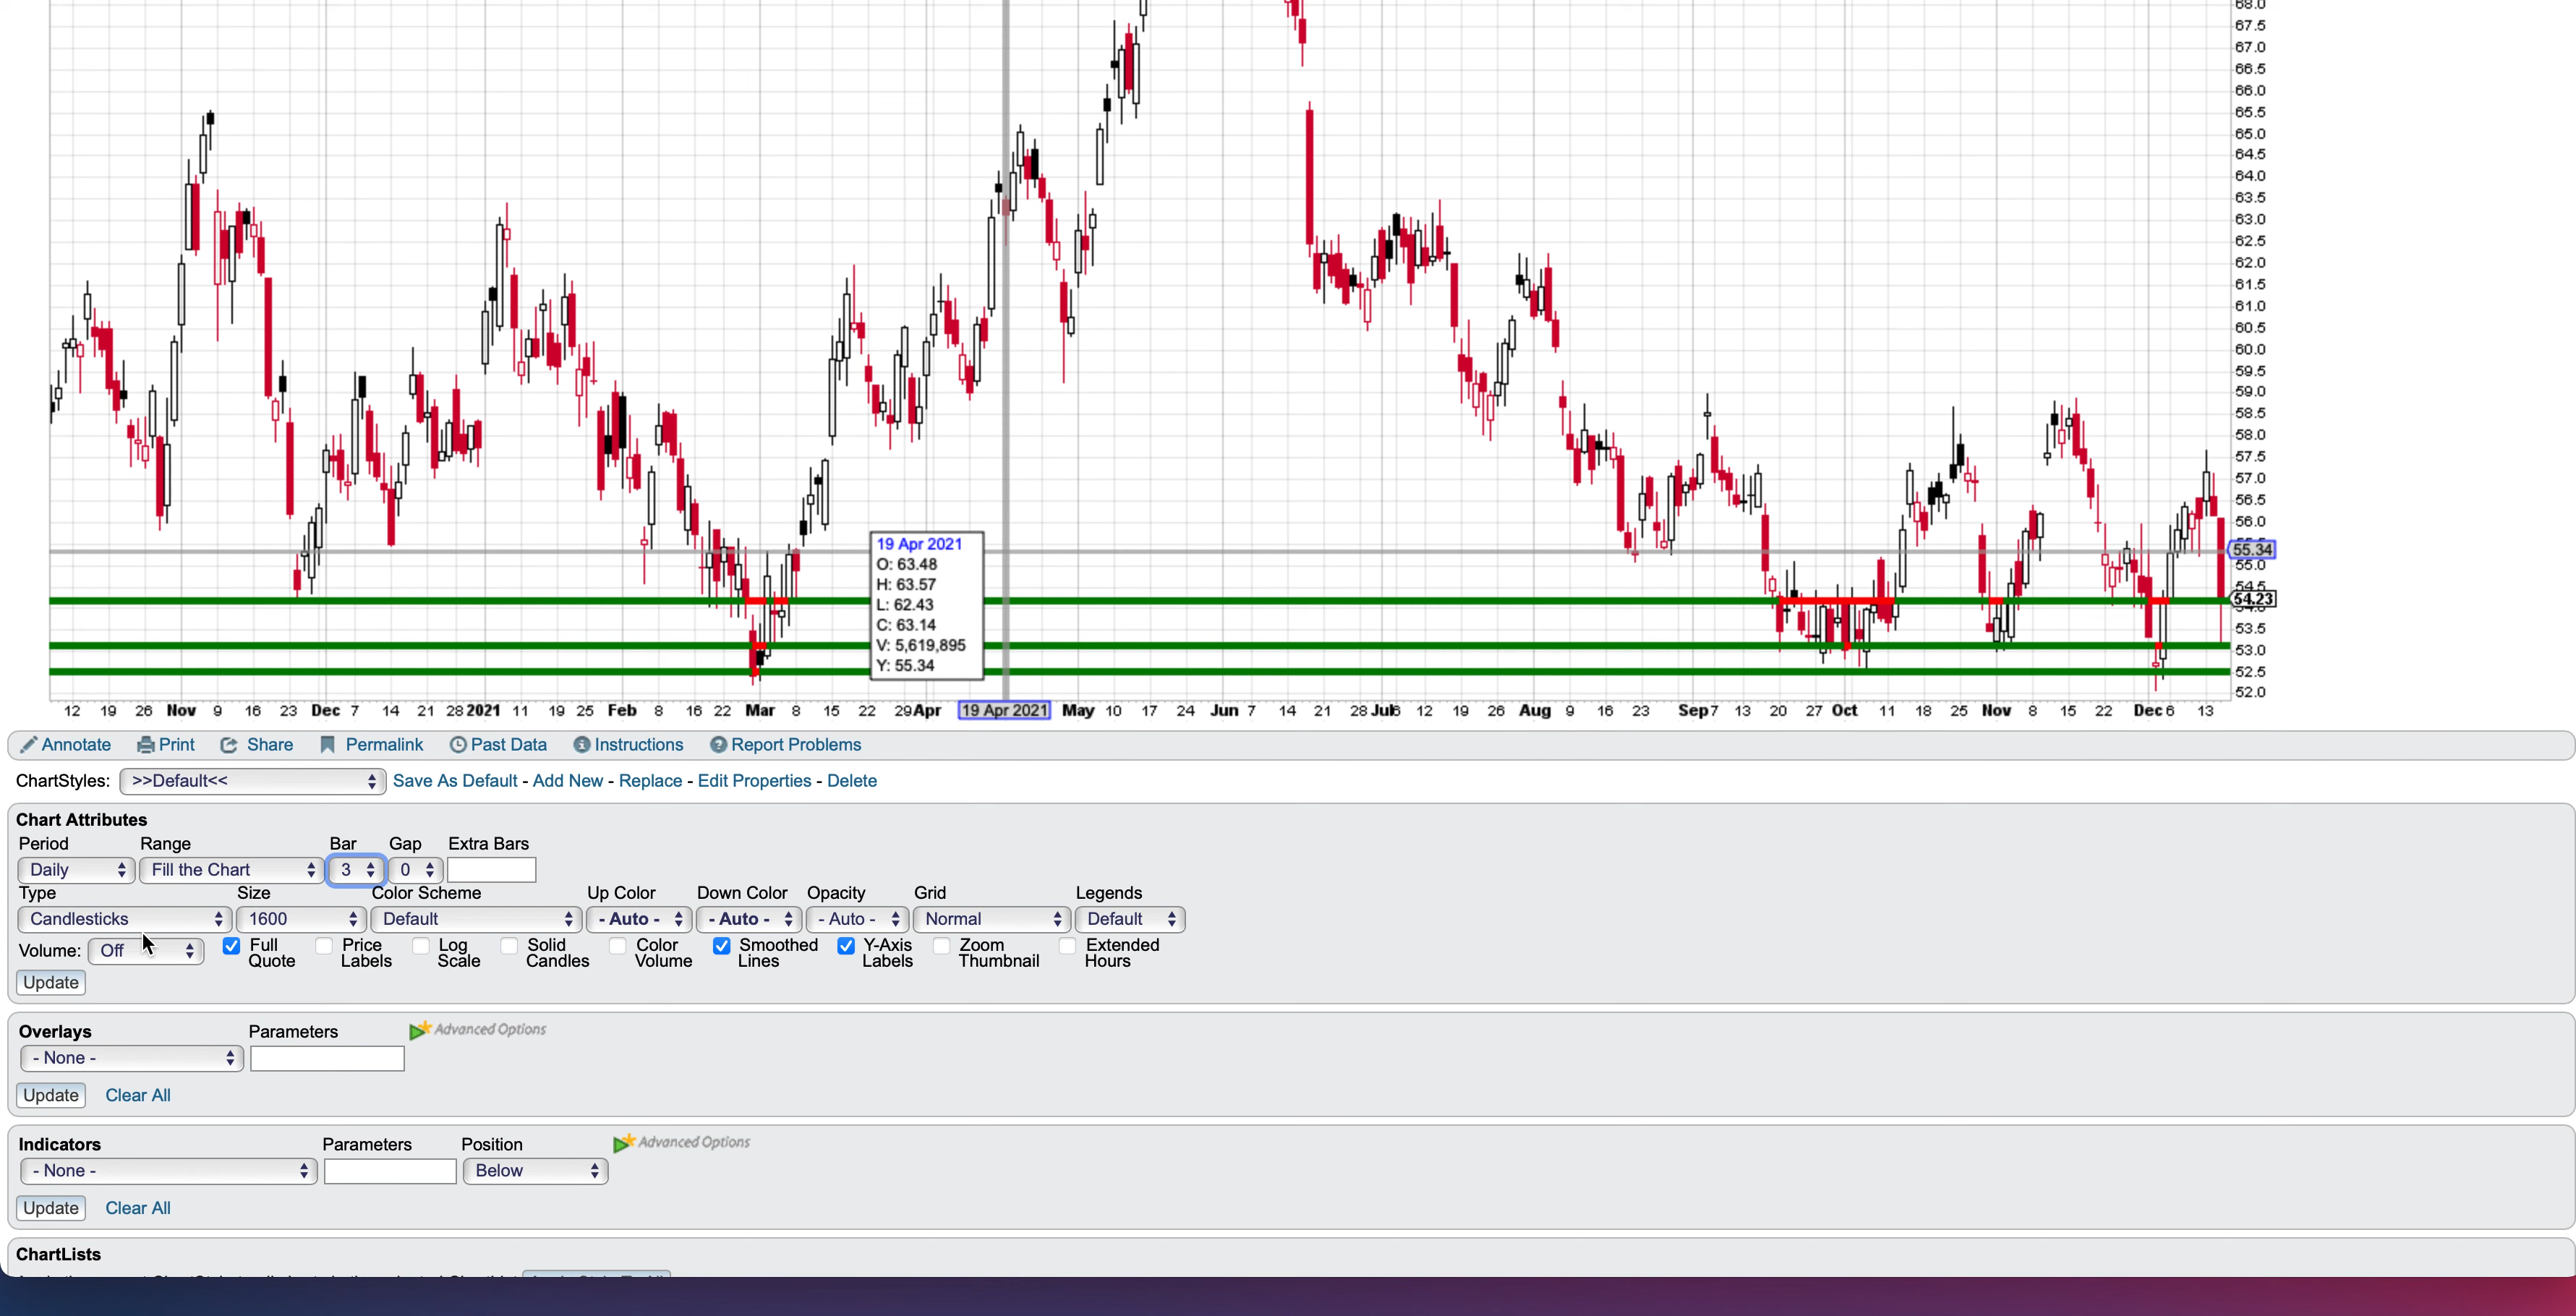 68.0
67.5
67.0
66.5
66.0
65.5
65.0
64.5
64.0
63.5
63.0
62.5
62.0
61.5
61.0
60.5
60.0
59.5
59.0
58.5
58.0
57.5
57.0
56.5
56.0
55.34
55.0
54.5
54.23
53.5
53.0
52.5
52.0
19 Apr 2021
O: 63.48
H: 63.57
L: 62.43
C: 63.14
V: 5,619,895
Y: 55.34
12 19 26 Nov 9 16 23 Dec 7 14 21 28 2021 11 19 25 Feb 8 16 22 Mar 8 15 22 29 Apr 19 Apr 2021 May 10 17 24 Jun 7 14 21 28 Jul 6 12 19 26 Aug 9 16 23 Sep 7 13 20 27 Oct 11 18 25 Nov 8 15 22 Dec 6 13
Annotate Print Share Permalink Past Data Instructions Report Problems
ChartStyles: >>Default<< Save As Default - Add New - Replace - Edit Properties - Delete
Chart Attributes
Period Range Bar Gap Extra Bars
Daily Fill the Chart 3 0
Type Size Color Scheme Up Color Down Color Opacity Grid Legends
Candlesticks 1600 Default - Auto - - Auto - - Auto - Normal Default
Volume: Off Full Quote Price Labels Log Scale Solid Candles Color Volume Smoothed Lines Y-Axis Labels Zoom Thumbnail Extended Hours
Update
Overlays Parameters Advanced Options
- None -
Update Clear All
Indicators Parameters Position Advanced Options
- None - Below
Update Clear All
ChartLists